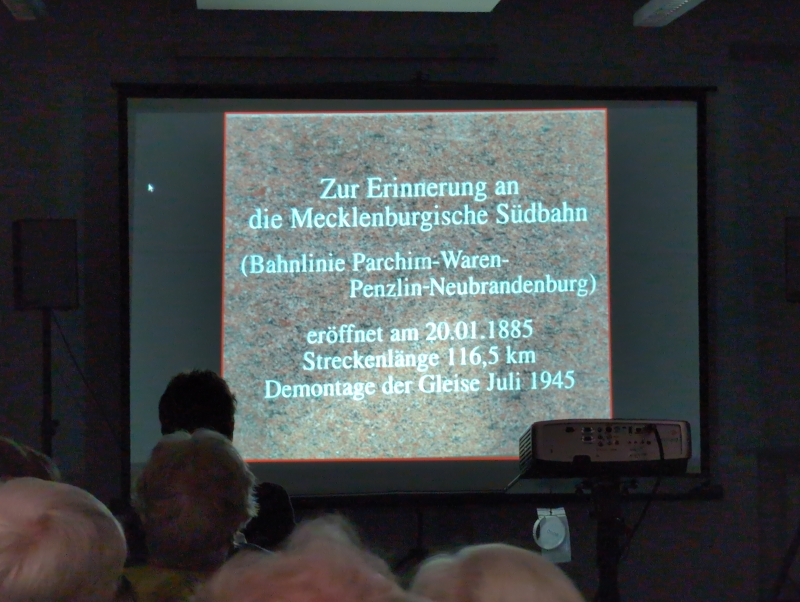 Zur Erinnerung an
die Mecklenburgische Südbahn
(Bahnlinie Parchim-Waren-
Penzlin-Neubrandenburg)
eröffnet am 20.01.1885
Streckenlänge 116,5 km
Demontage der Gleise Juli 1945